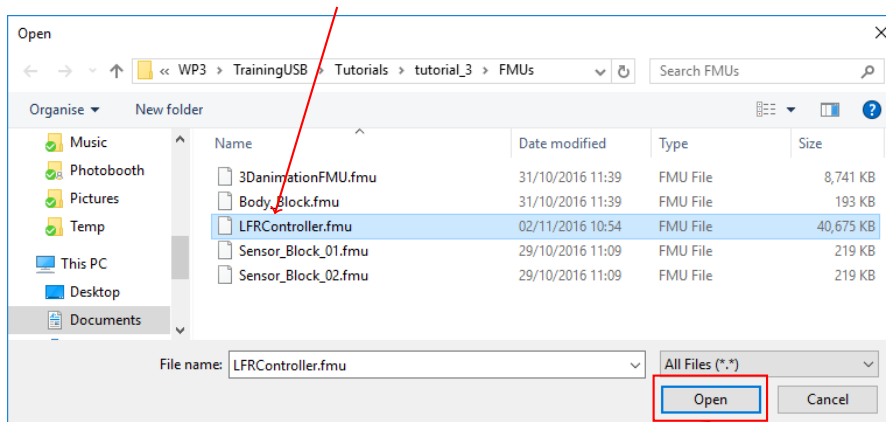 Open
« WP3 > TrainingUSB > Tutorials > tutorial_3 > FMUs
Search FMUs
Organise
New folder
Music
Photobooth
Pictures
Temp
This PC
Desktop
Documents
Name Date modified Type Size
3DanimationFMU.fmu 31/10/2016 11:39 FMU File 8,741 KB
Body_Block.fmu 31/10/2016 11:39 FMU File 193 KB
LFRController.fmu 02/11/2016 10:54 FMU File 40,675 KB
Sensor_Block_01.fmu 29/10/2016 11:09 FMU File 219 KB
Sensor_Block_02.fmu 29/10/2016 11:09 FMU File 219 KB
File name: LFRController.fmu All Files (*.*)
Open Cancel